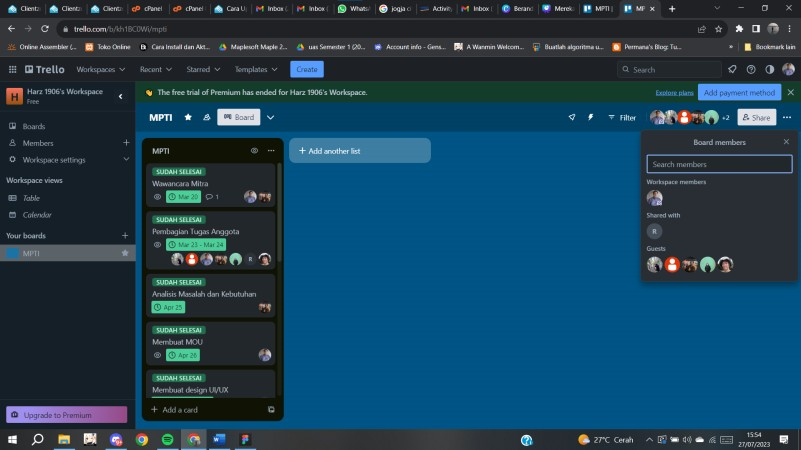 Clienta
Clienta
Clienta
cPanel
cPanel
Cara U
Inbox (
Inbox (
WhatsA
jogja c
Activity
Inbox (
Berand
Mereko
MPTI |
MP
trello.com/b/kh1BC0Wi/mpti
Online Assembler (...
Toko Online
Cara Install dan Akt...
Maplesoft Maple 2...
uas Semester 1 (20...
Account info - Gens...
A Wanmin Welcom...
Buatlah algoritma u...
Permana's Blog: Tu...
»
Bookmark lain
Trello
Workspaces
Recent
Starred
Templates
Create
Search
H
Harz 1906's Workspace
Free
The free trial of Premium has ended for Harz 1906's Workspace.
Explore plans
Add payment method
MPTI
Board
Filter
+2
Share
Boards
Members
Workspace settings
Workspace views
Table
Calendar
Your boards
MPTI
Upgrade to Premium
MPTI
SUDAH SELESAI
Wawancara Mitra
Mar 20
1
SUDAH SELESAI
Pembagian Tugas Anggota
Mar 23 - Mar 24
R
SUDAH SELESAI
Analisis Masalah dan Kebutuhan
Apr 25
SUDAH SELESAI
Membuat MOU
Apr 26
SUDAH SELESAI
Membuat design UI/UX
+ Add a card
+ Add another list
Board members
Search members
Workspace members
Shared with
R
Guests
27°C Cerah
15:54
27/07/2023